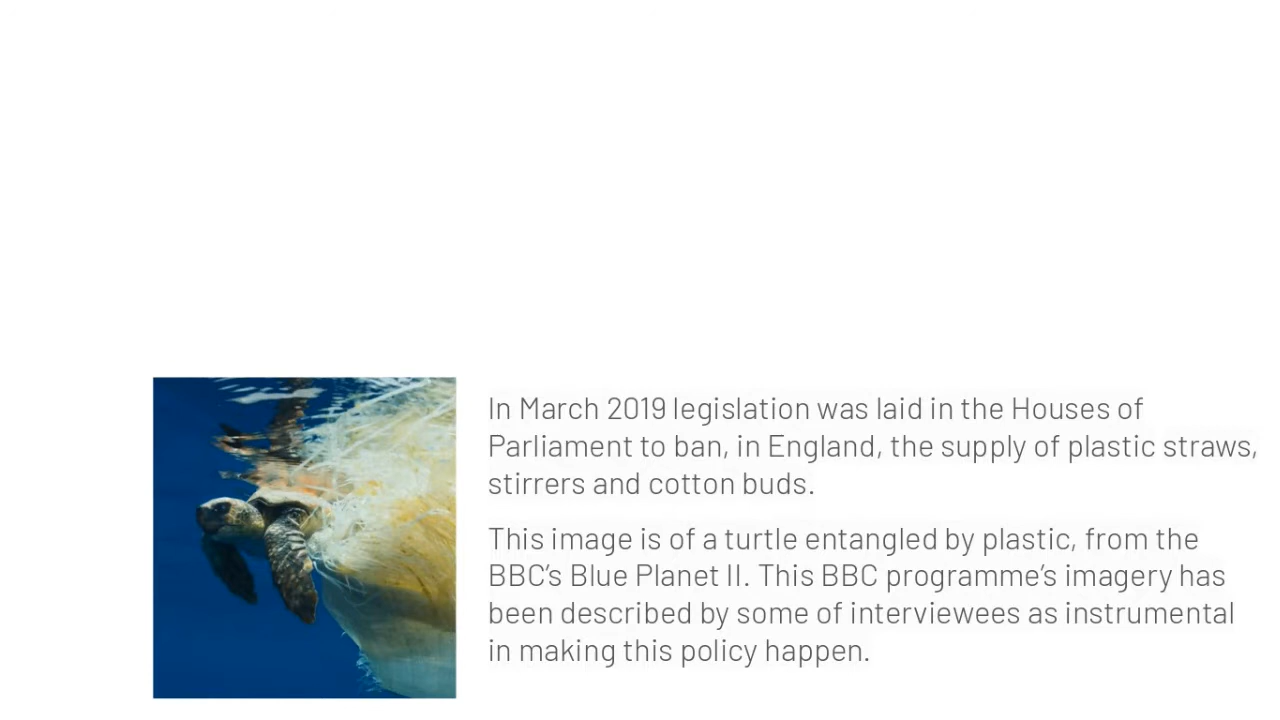 In March 2019 legislation was laid in the Houses of
Parliament to ban, in England, the supply of plastic straws,
stirrers and cotton buds.
This image is of a turtle entangled by plastic, from the
BBC’s Blue Planet II. This BBC programme’s imagery has
been described by some of interviewees as instrumental
in making this policy happen.